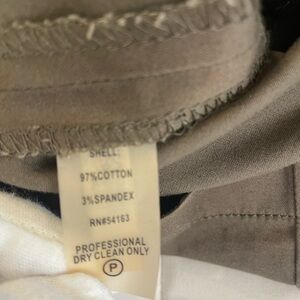 SHELL:
97%COTTON
3%SPANDEX
RN#54163
PROFESSIONAL
DRY CLEAN ONLY
P